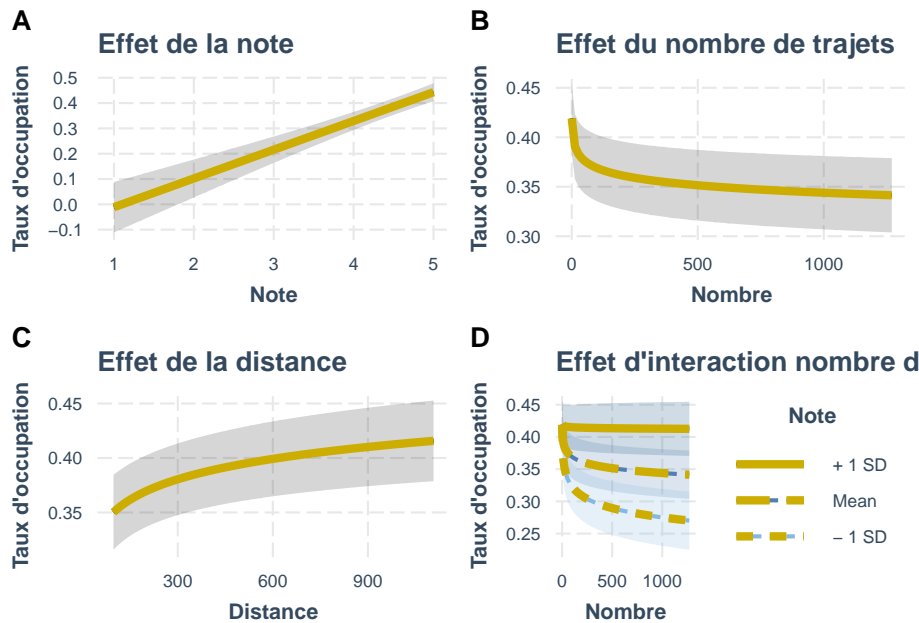 A
Effet de la note
Taux d'occupation
0.5
0.4
0.3
0.2
0.1
0.0
−0.1
1 2 3 4 5
Note
B
Effet du nombre de trajets
Taux d'occupation
0.45
0.40
0.35
0.30
0 500 1000
Nombre
C
Effet de la distance
Taux d'occupation
0.45
0.40
0.35
300 600 900
Distance
D
Effet d'interaction nombre d
Taux d'occupation
0.45
0.40
0.35
0.30
0.25
0 500 1000
Nombre
Note
+ 1 SD
Mean
− 1 SD